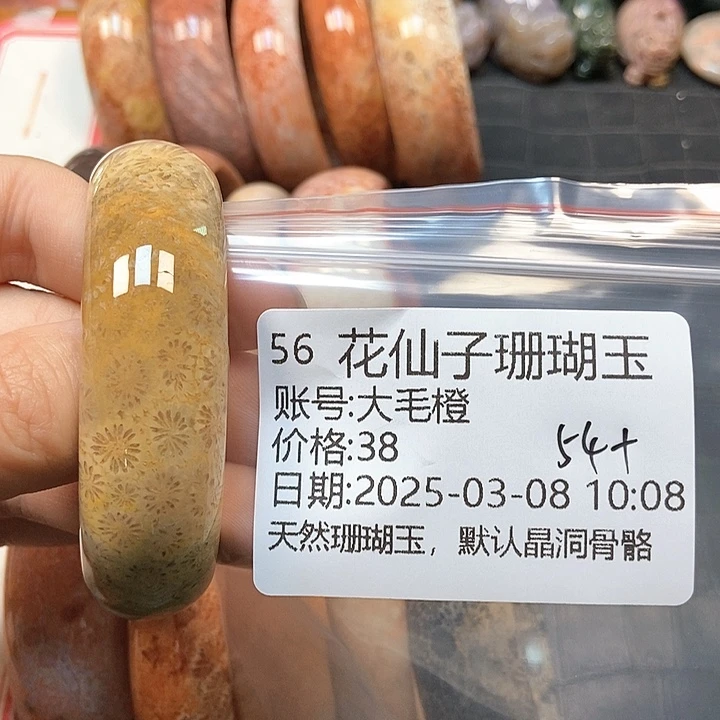 56 花仙子珊瑚玉
账号:大毛橙
价格:38 54+
日期:2025-03-08 10:08
天然珊瑚玉，默认晶洞骨骼